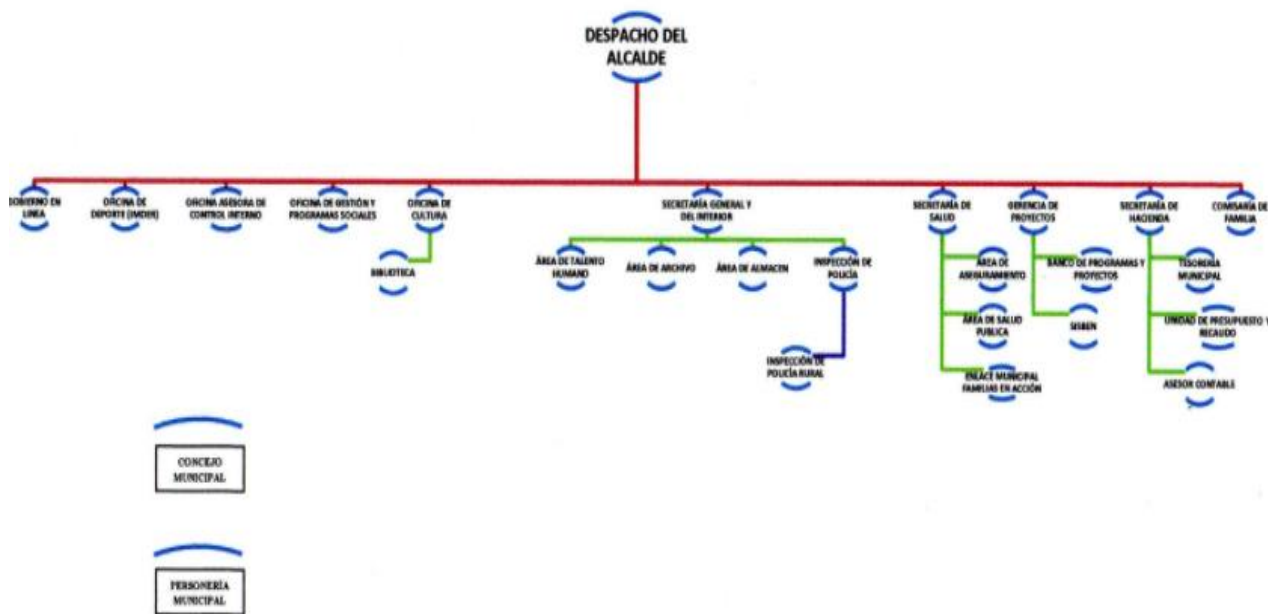 DESPACHO DEL
ALCALDE
GOBIERNO EN
LINEA
OFICINA DE
DEPORTE (IMDER)
OFICINA ASESORA DE
CONTROL INTERNO
OFICINA DE GESTIÓN Y
PROGRAMAS SOCIALES
OFICINA DE
CULTURA
SECRETARÍA GENERAL Y
DEL INTERIOR
SECRETARÍA DE
SALUD
GERENCIA DE
PROYECTOS
SECRETARÍA DE
HACIENDA
COMISARÍA DE
FAMILIA
BIBLIOTECA
ÁREA DE TALENTO
HUMANO
ÁREA DE ARCHIVO
ÁREA DE ALMACEN
INSPECCIÓN DE
POLICÍA
ÁREA DE
ASEGURAMIENTO
BANCO DE PROGRAMAS Y
PROYECTOS
TESORERÍA
MUNICIPAL
ÁREA DE SALUD
PUBLICA
SISBEN
UNIDAD DE PRESUPUESTO Y
RECAUDO
INSPECCIÓN DE
POLICÍA RURAL
ENLACE MUNICIPAL
FAMILIAS EN ACCIÓN
ASESOR CONTABLE
CONCEJO
MUNICIPAL
PERSONERÍA
MUNICIPAL